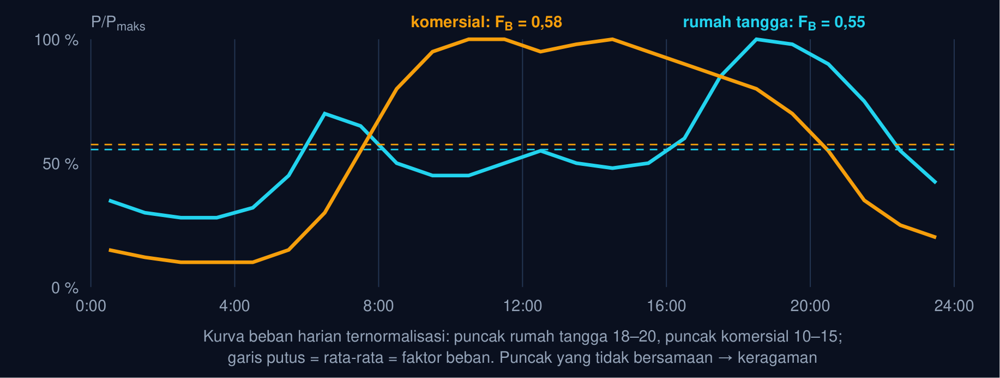 P/Pmaks
komersial: FB = 0,58
rumah tangga: FB = 0,55
100 %
50 %
0 %
0:00 4:00 8:00 12:00 16:00 20:00 24:00
Kurva beban harian ternormalisasi: puncak rumah tangga 18–20, puncak komersial 10–15;
garis putus = rata-rata = faktor beban. Puncak yang tidak bersamaan → keragaman